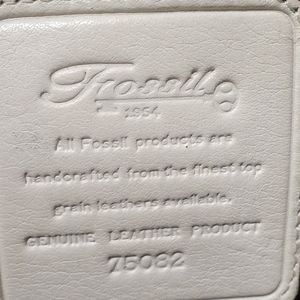 Fossil
1954
All Fossil products are
handcrafted from the finest top
grain leathers available.
GENUINE LEATHER PRODUCT
75082